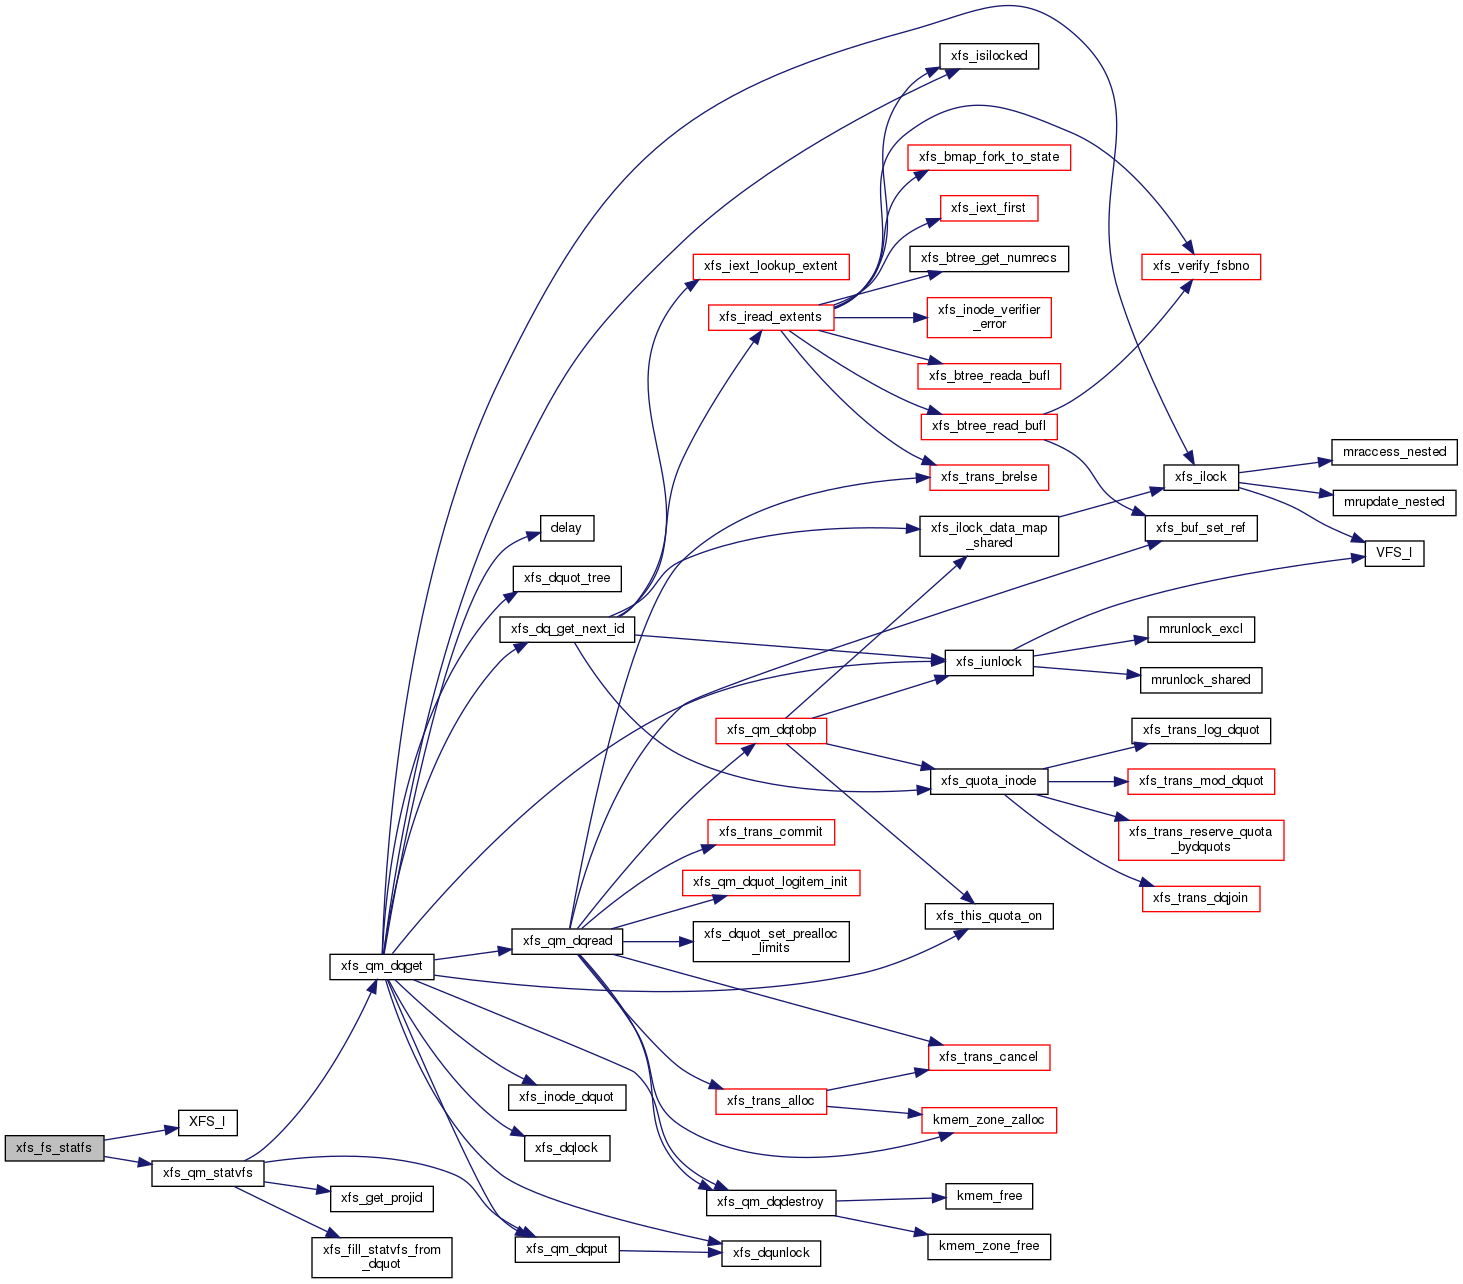 xfs_isilocked
xfs_bmap_fork_to_state
xfs_iext_first
xfs_btree_get_numrecs
xfs_iext_lookup_extent
xfs_verify_fsbno
xfs_iread_extents
xfs_inode_verifier
_error
xfs_btree_reada_bufl
xfs_btree_read_bufl
mraccess_nested
xfs_trans_brelse
xfs_ilock
mrupdate_nested
delay
xfs_ilock_data_map
_shared
xfs_buf_set_ref
VFS_I
xfs_dquot_tree
xfs_dq_get_next_id
mrunlock_excl
xfs_iunlock
mrunlock_shared
xfs_qm_dqtobp
xfs_trans_log_dquot
xfs_quota_inode
xfs_trans_mod_dquot
xfs_trans_commit
xfs_trans_reserve_quota
_bydquots
xfs_qm_dquot_logitem_init
xfs_trans_dqjoin
xfs_this_quota_on
xfs_qm_dqread
xfs_dquot_set_prealloc
_limits
xfs_qm_dqget
xfs_trans_cancel
xfs_inode_dquot
xfs_trans_alloc
XFS_I
kmem_zone_zalloc
xfs_fs_statfs
xfs_dqlock
xfs_qm_statvfs
xfs_get_projid
xfs_qm_dqdestroy
kmem_free
xfs_fill_statvfs_from
_dquot
xfs_qm_dqput
xfs_dqunlock
kmem_zone_free